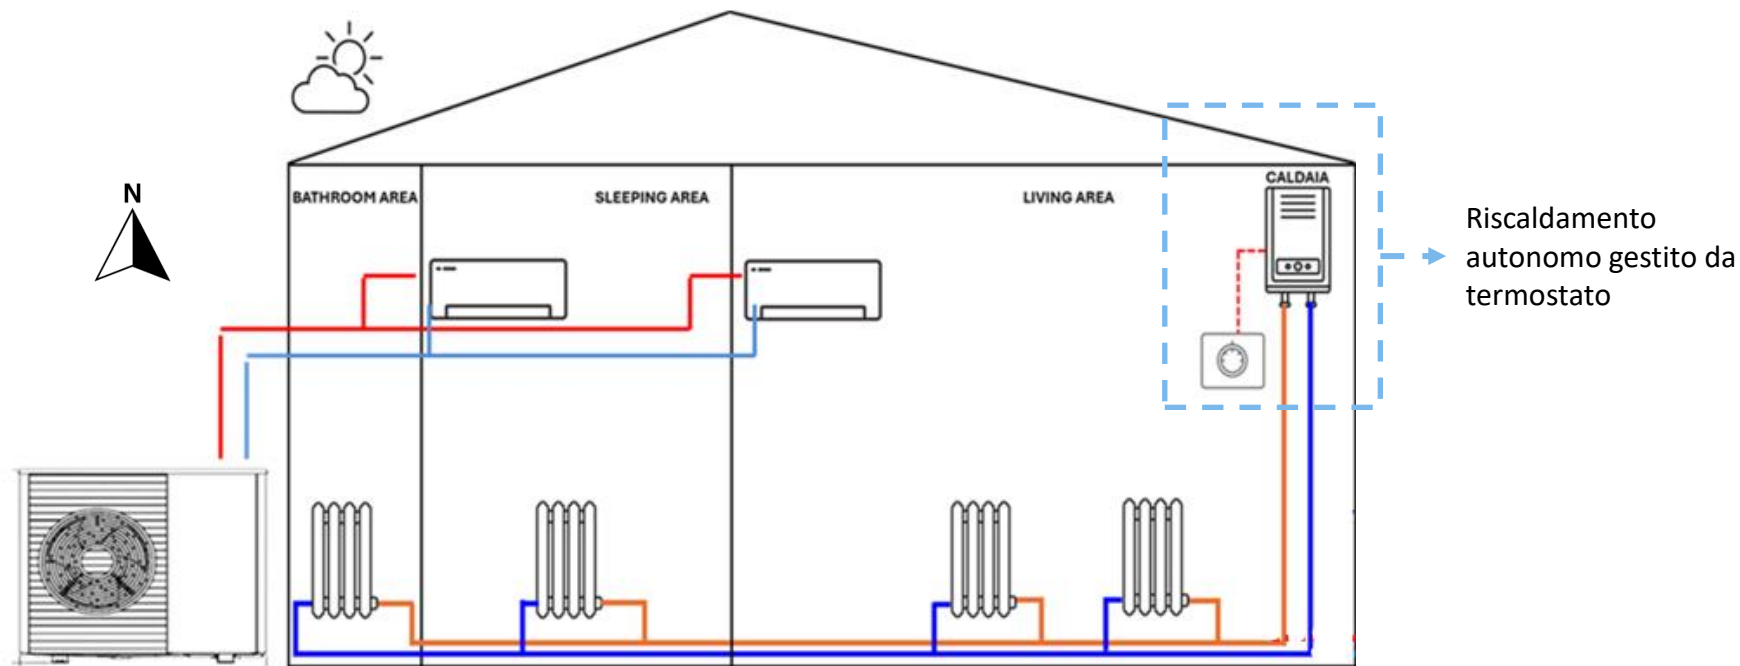 N
BATHROOM AREA
SLEEPING AREA
LIVING AREA
CALDAIA
Riscaldamento
autonomo gestito da
termostato